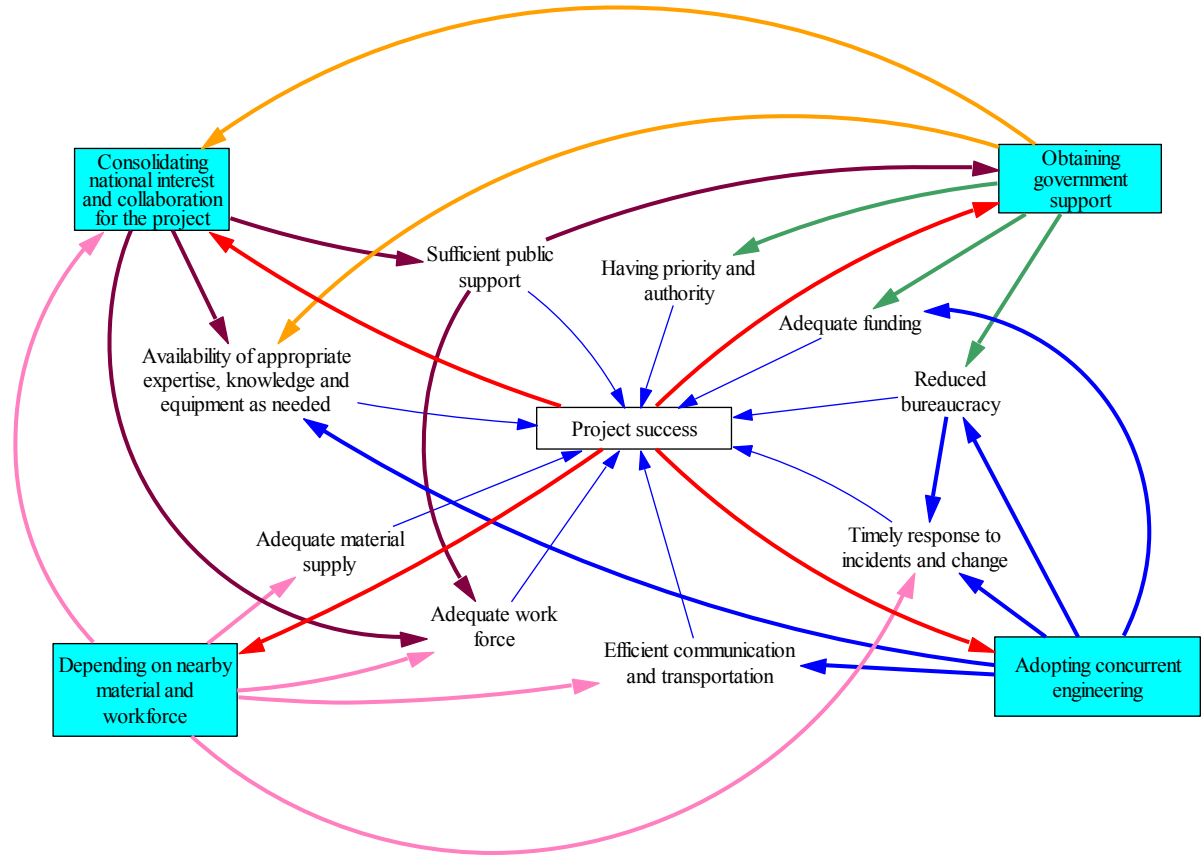 Consolidating
national interest
and collaboration
for the project
Obtaining
government
support
Sufficient public
support
Having priority and
authority
Adequate funding
Availability of appropriate
expertise, knowledge and
equipment as needed
Reduced
bureaucracy
Project success
Adequate material
supply
Timely response to
incidents and change
Adequate work
force
Efficient communication
and transportation
Depending on nearby
material and
workforce
Adopting concurrent
engineering